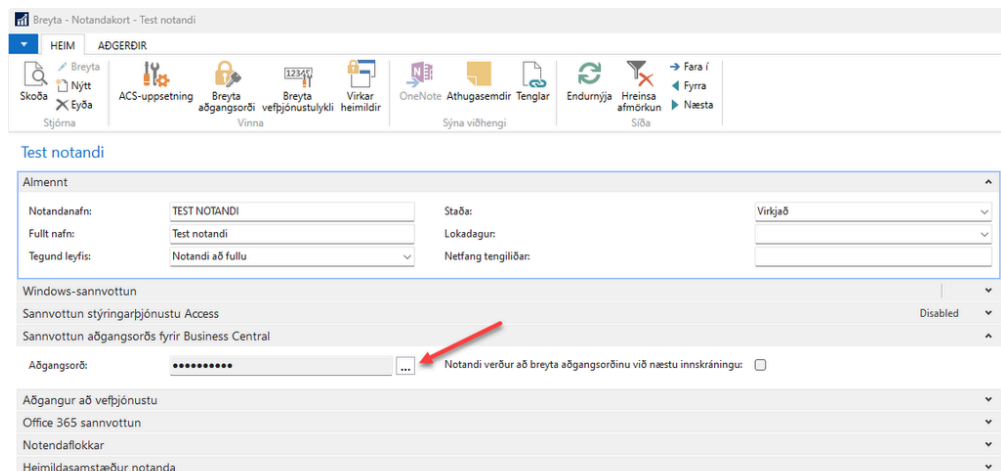 Breyta - Notandakort - Test notandi
HEIM AÐGERÐIR
Skoða
Breyta
Nýtt
Eyða
Stjórna
ACS-uppsetning
Breyta aðgangsorði
Breyta vefþjónustulykli
Virkar heimildir
Vinna
OneNote
Athugasemdir
Tenglar
Sýna viðhengi
Endurnýja
Hreinsa afmörkun
Fara í
Fyrra
Næsta
Síða
Test notandi
Almennt
Notandanafn: TEST NOTANDI Staða: Virkjað
Fullt nafn: Test notandi Lokadagur:
Tegund leyfis: Notandi að fullu Netfang tengiliðar:
Windows-sannvottun
Sannvottun stýringarþjónustu Access Disabled
Sannvottun aðgangsorðs fyrir Business Central
Aðgangsorð: ●●●●●●●●●● ... Notandi verður að breyta aðgangsorðinu við næstu innskráningu:
Aðgangur að vefþjónustu
Office 365 sannvottun
Notendaflokkar
Heimildasamstæður notanda